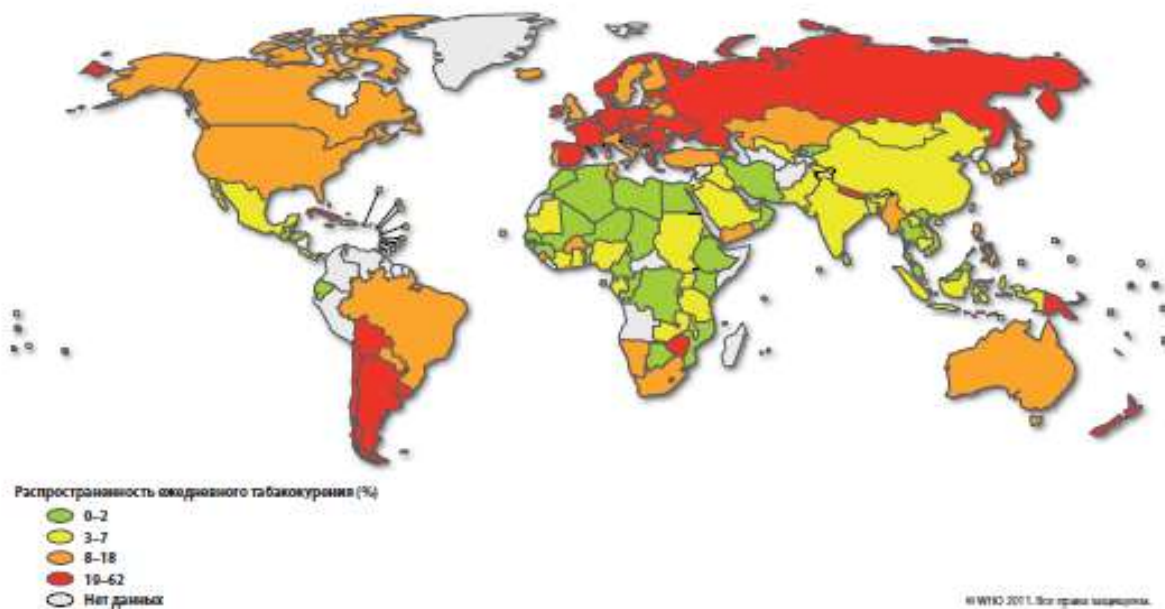 Распространенность ежедневного табакокурения (%)
0–2
3–7
8–18
19–62
Нет данных
© WHO 2011. Все права защищены.